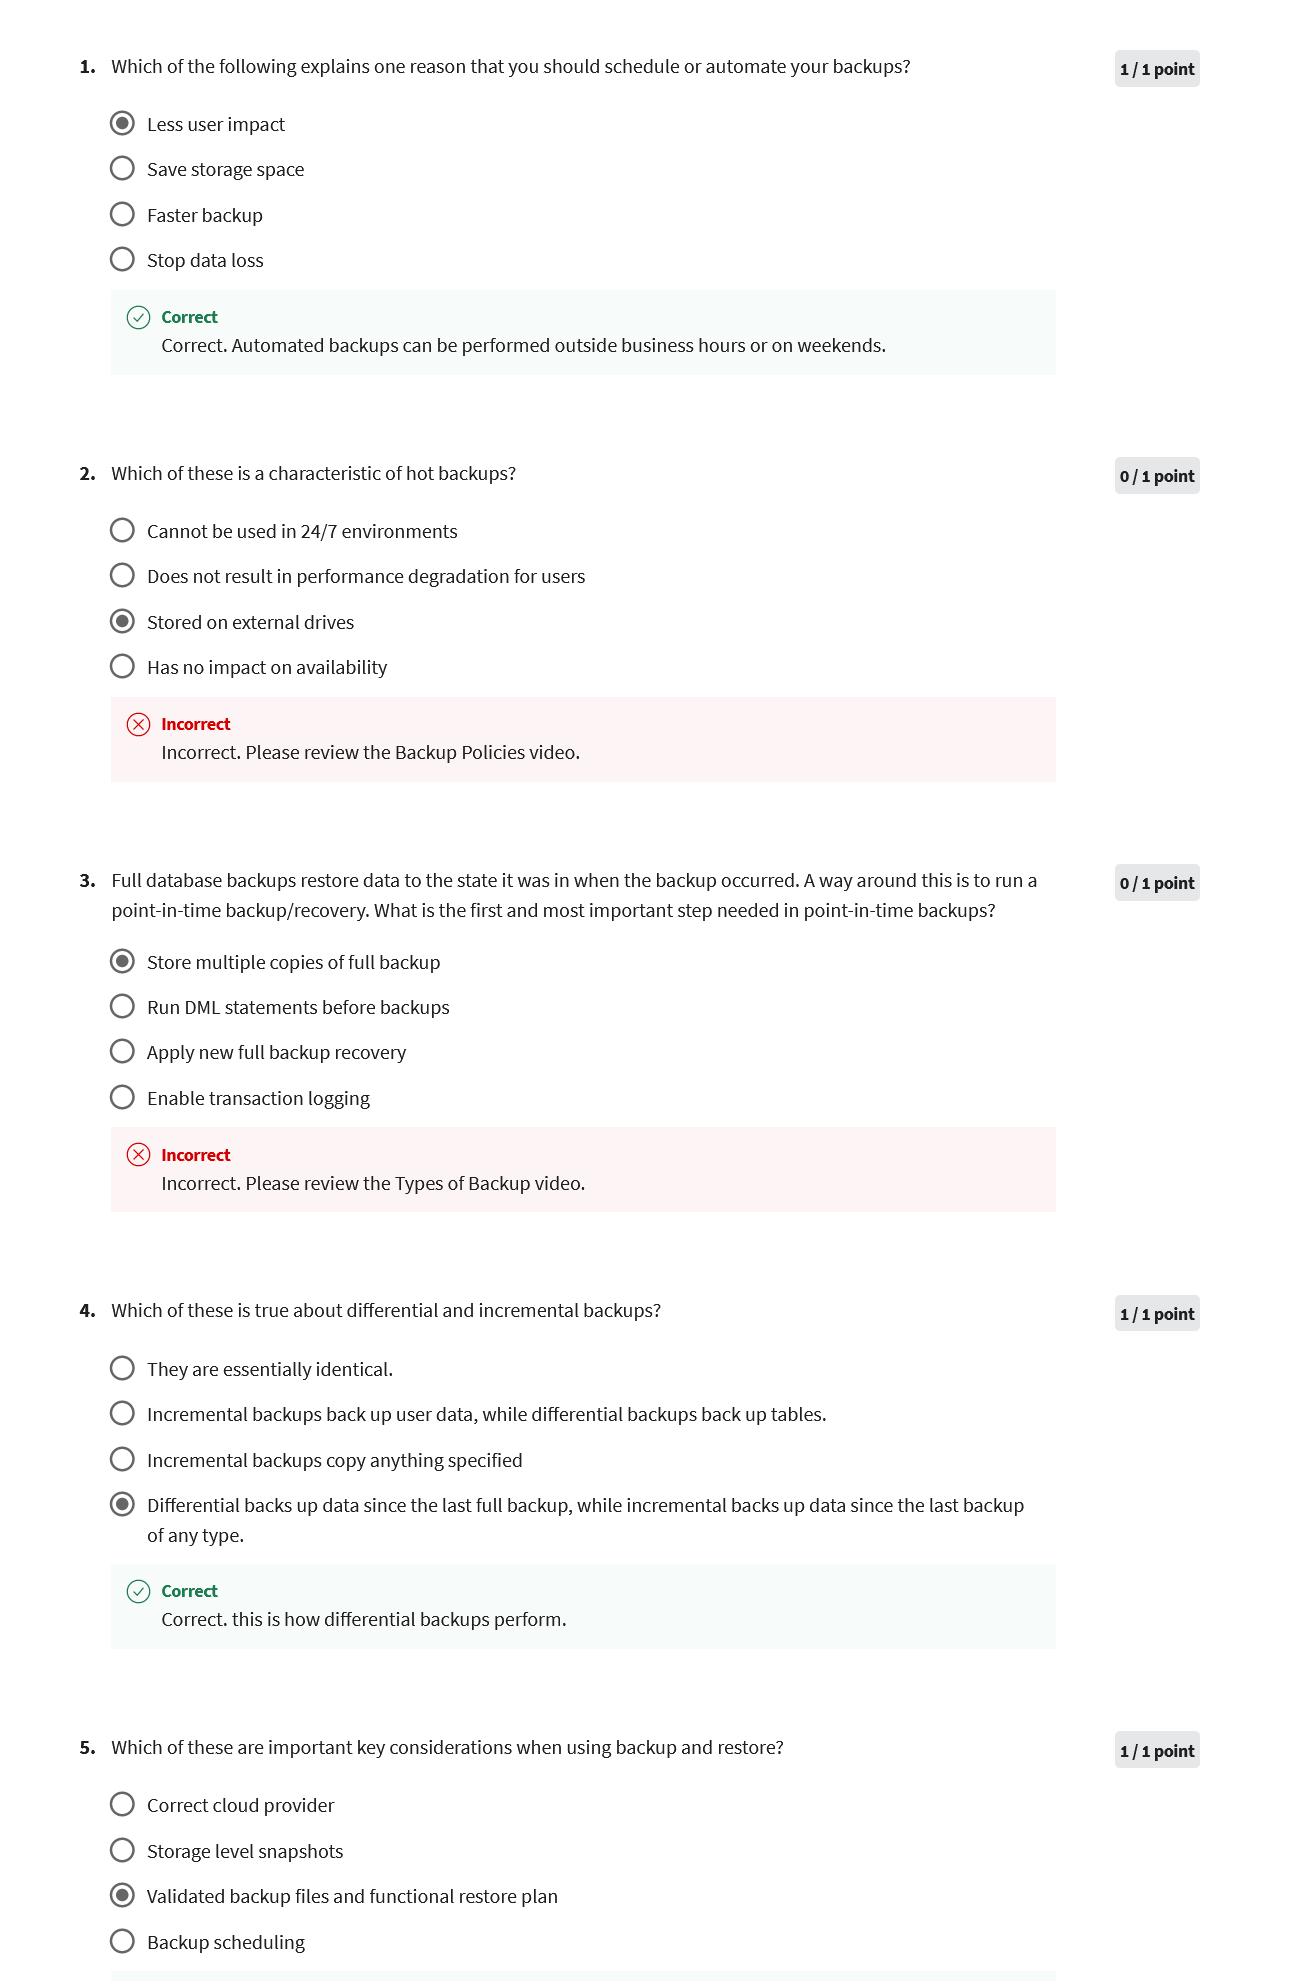 1. Which of the following explains one reason that you should schedule or automate your backups?
1 / 1 point
Less user impact
Save storage space
Faster backup
Stop data loss
Correct
Correct. Automated backups can be performed outside business hours or on weekends.
2. Which of these is a characteristic of hot backups?
0 / 1 point
Cannot be used in 24/7 environments
Does not result in performance degradation for users
Stored on external drives
Has no impact on availability
Incorrect
Incorrect. Please review the Backup Policies video.
3. Full database backups restore data to the state it was in when the backup occurred. A way around this is to run a
point-in-time backup/recovery. What is the first and most important step needed in point-in-time backups?
0 / 1 point
Store multiple copies of full backup
Run DML statements before backups
Apply new full backup recovery
Enable transaction logging
Incorrect
Incorrect. Please review the Types of Backup video.
4. Which of these is true about differential and incremental backups?
1 / 1 point
They are essentially identical.
Incremental backups back up user data, while differential backups back up tables.
Incremental backups copy anything specified
Differential backs up data since the last full backup, while incremental backs up data since the last backup
of any type.
Correct
Correct. this is how differential backups perform.
5. Which of these are important key considerations when using backup and restore?
1 / 1 point
Correct cloud provider
Storage level snapshots
Validated backup files and functional restore plan
Backup scheduling